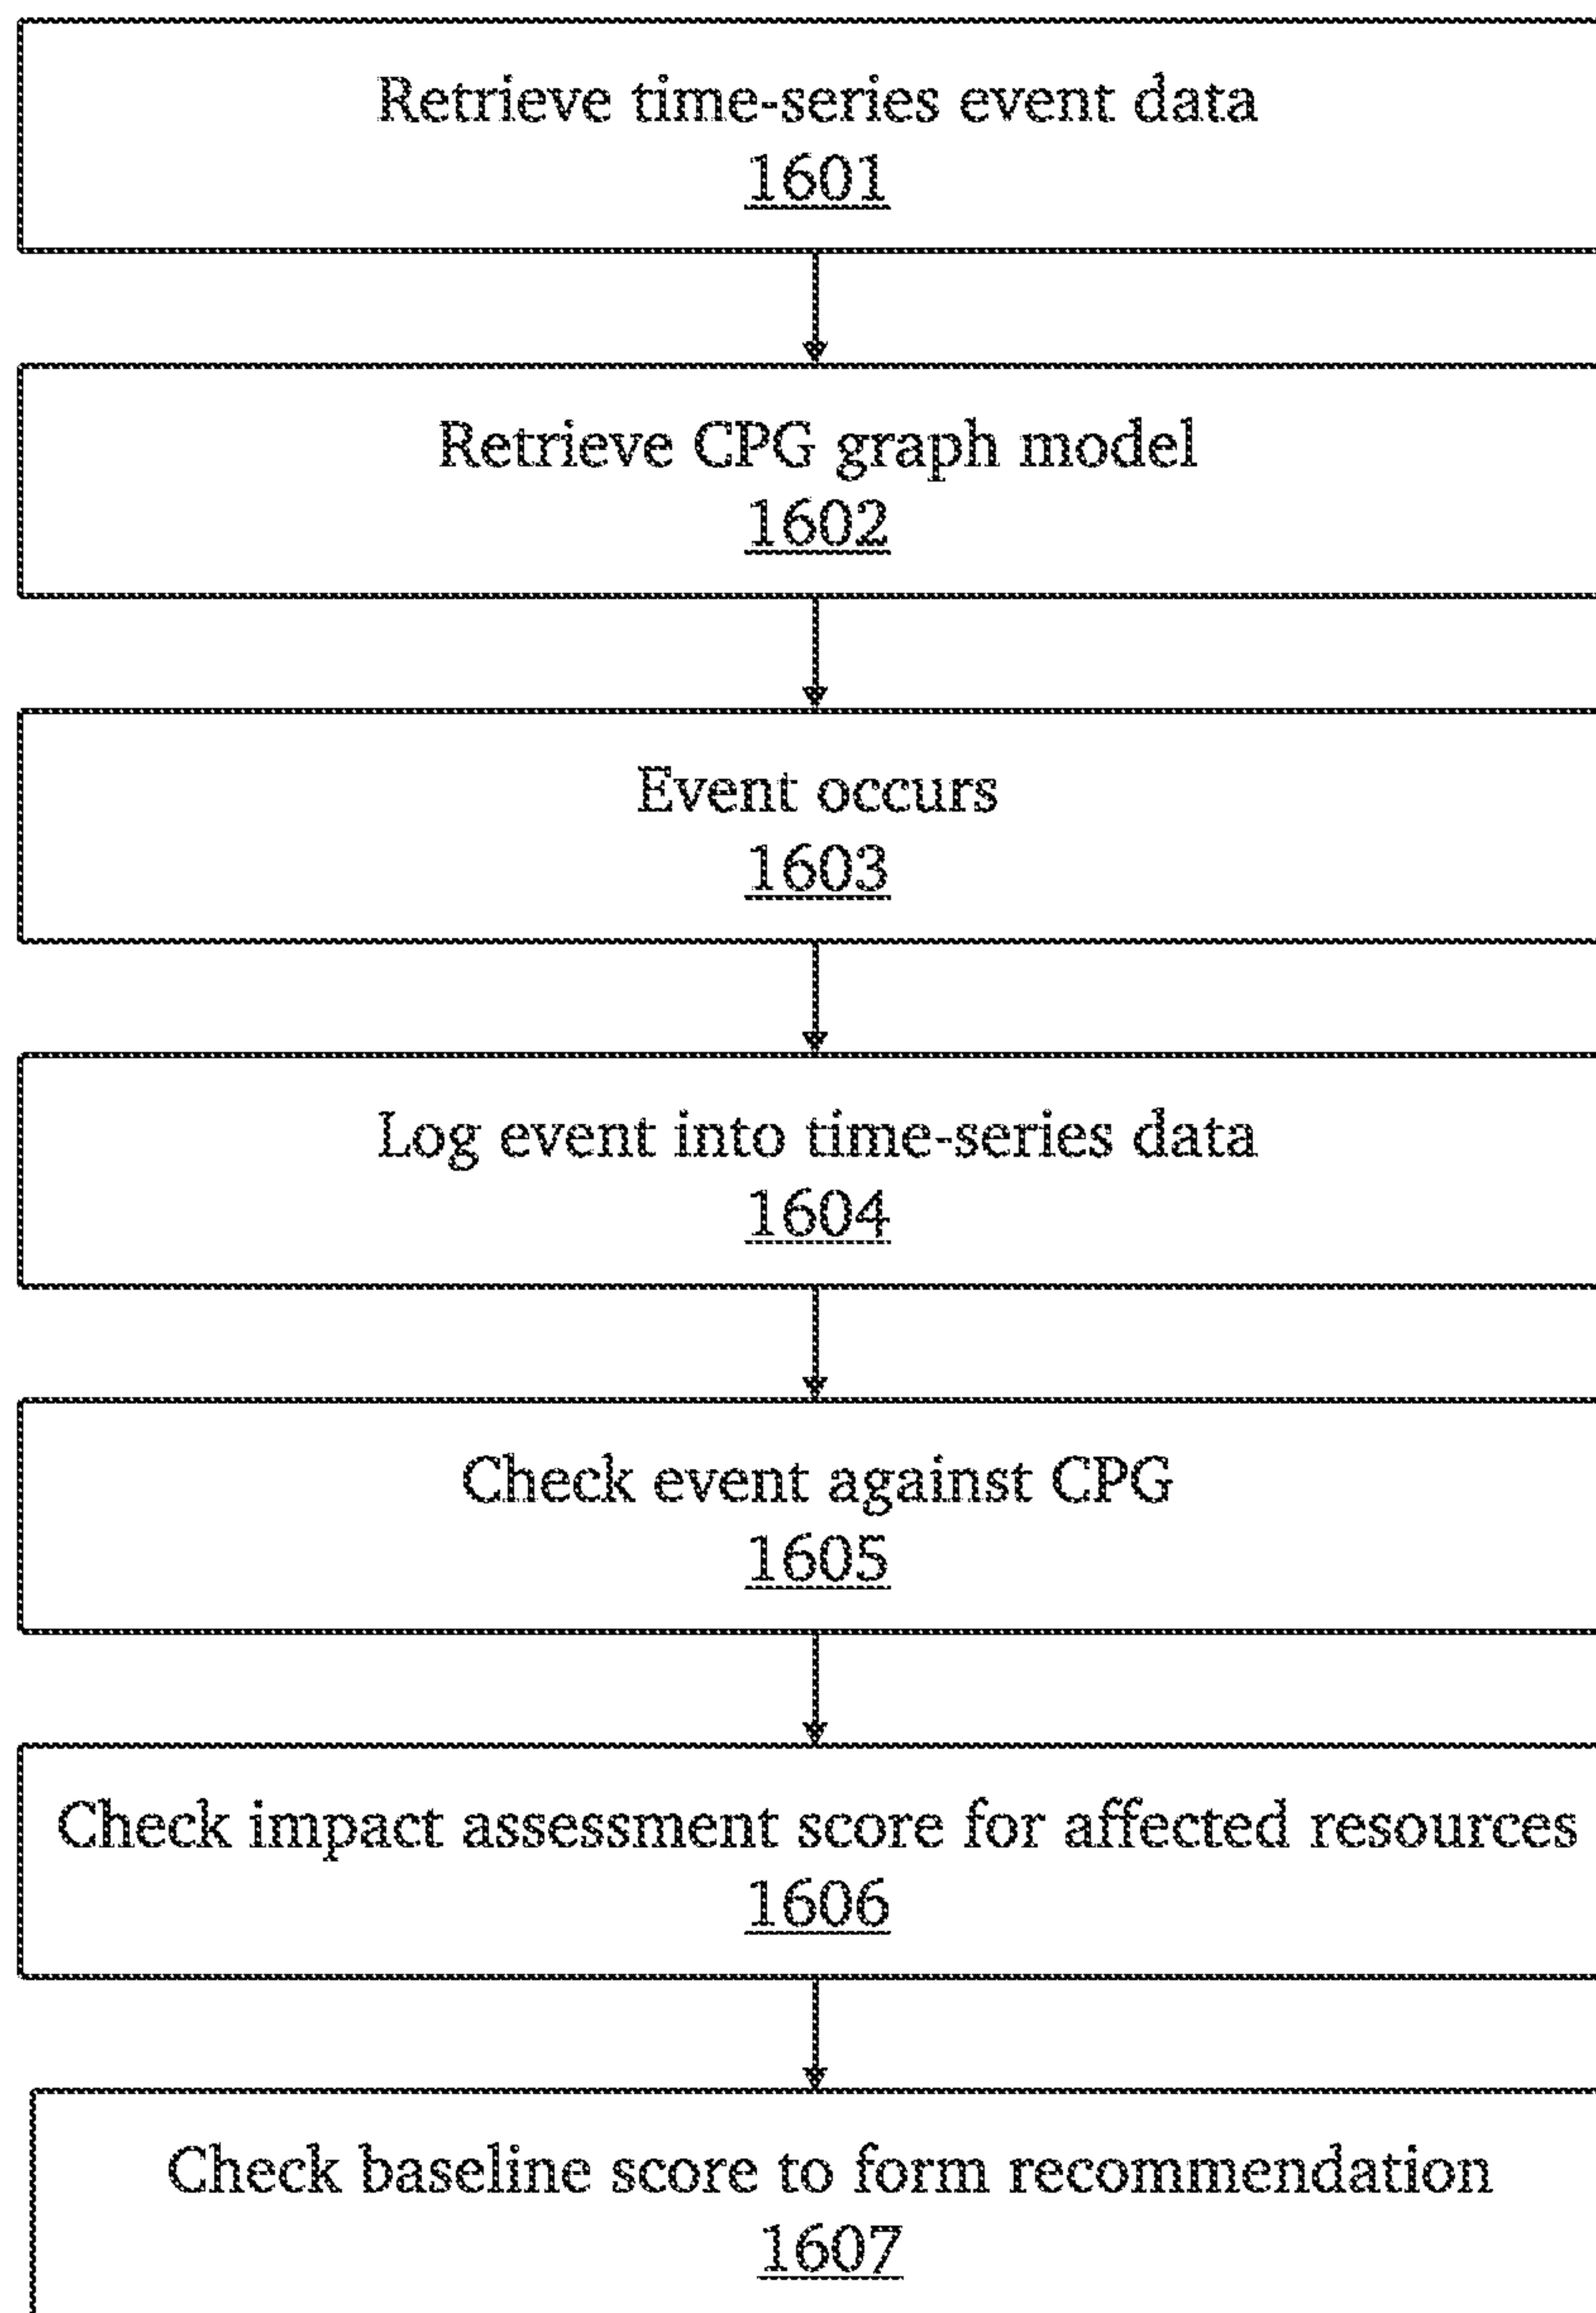 Retrieve time-series event data
1601
Retrieve CPG graph model
1602
Event occurs
1603
Log event into time-series data
1604
Check event against CPG
1605
Check impact assessment score for affected resources
1606
Check baseline score to form recommendation
1607